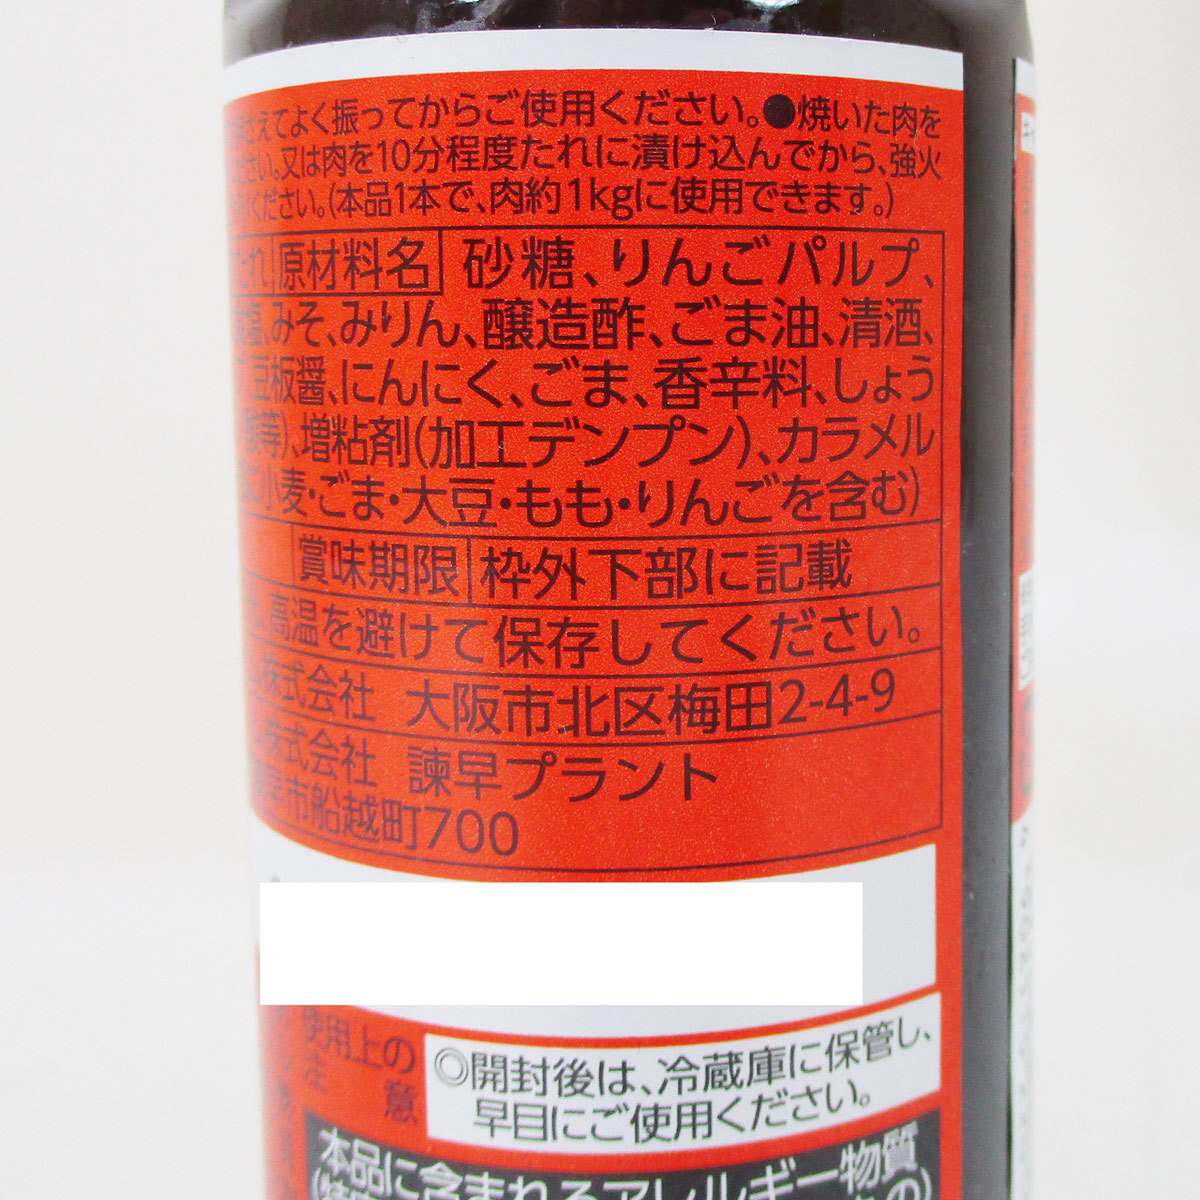 さえてよく振ってからご使用ください。●焼いた肉を
さい。又は肉を10分程度たれに漬け込んでから、強火
ください。(本品1本で、肉約1kgに使用できます。)
たれ 原材料名 砂糖、りんごパルプ、
塩、みそ、みりん、醸造酢、ごま油、清酒、
豆板醤、にんにく、ごま、香辛料、しょう
酸等)、増粘剤(加工デンプン)、カラメル
小麦・ごま・大豆・もも・りんごを含む)
賞味期限 枠外下部に記載
高温を避けて保存してください。
株式会社 大阪市北区梅田2-4-9
株式会社 諫早プラント
早市船越町700
使用上の
注意
◎開封後は、冷蔵庫に保管し、
早目にご使用ください。
本品に含まれるアレルギー物質